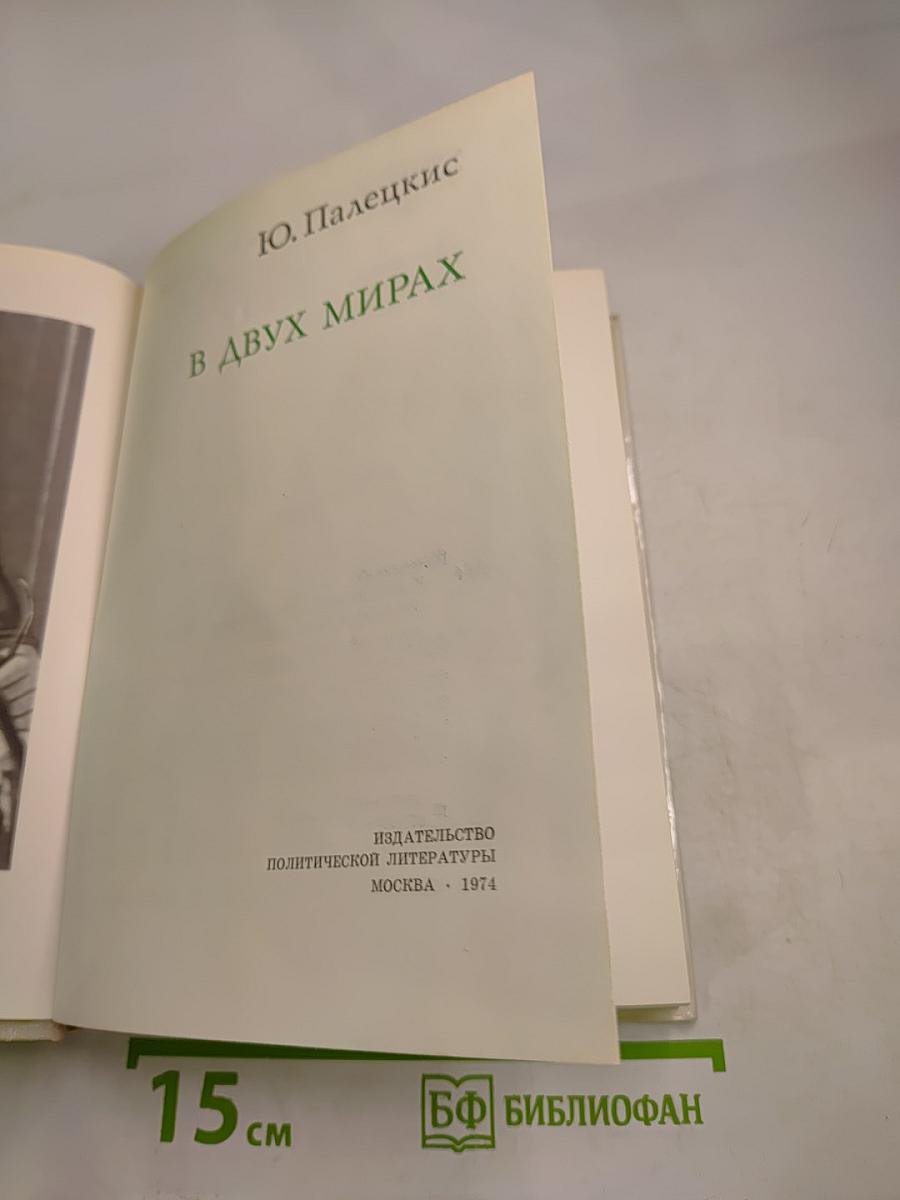 Ю. Палецкис
В ДВУХ МИРАХ
ИЗДАТЕЛЬСТВО
ПОЛИТИЧЕСКОЙ ЛИТЕРАТУРЫ
МОСКВА · 1974
15 см
БФ БИБЛИОФАН